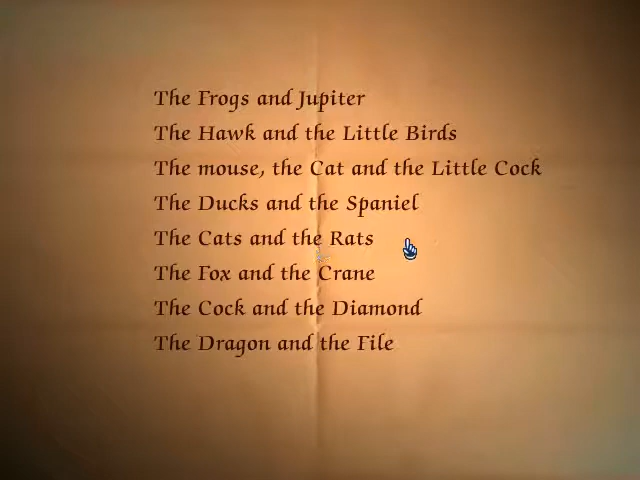 The Frogs and Jupiter
The Hawk and the Little Birds
The mouse, the Cat and the Little Cock
The Ducks and the Spaniel
The Cats and the Rats
The Fox and the Crane
The Cock and the Diamond
The Dragon and the File